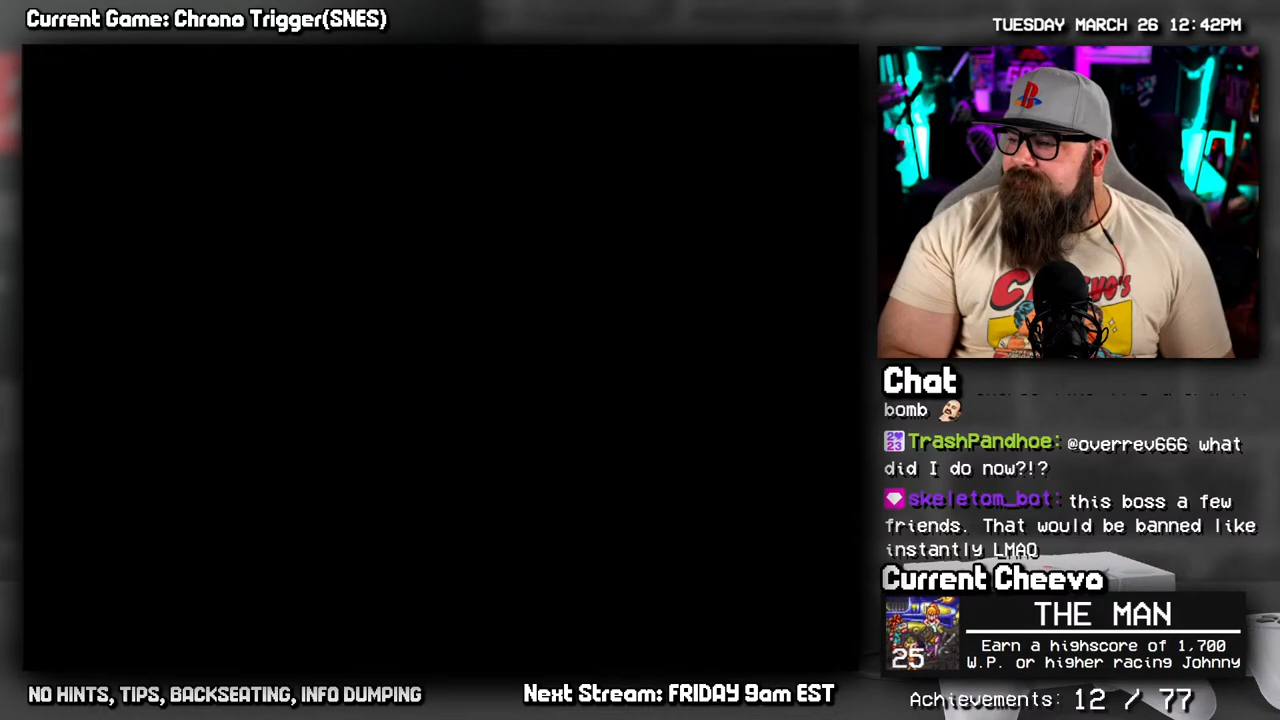 Current Game: Chrono Trigger(SNES)
TUESDAY MARCH 26 12:42PM
Chat
bomb
TrashPandhoe: @overrev666 what
did I do now?!?
skeletom_bot: this boss a few
friends. That would be banned like
instantly LMAO
Current Cheevo
THE MAN
25
Earn a highscore of 1,700
W.P. or higher racing Johnny
NO HINTS, TIPS, BACKSEATING, INFO DUMPING
Next Stream: FRIDAY 9am EST
Achievements: 12 / 77